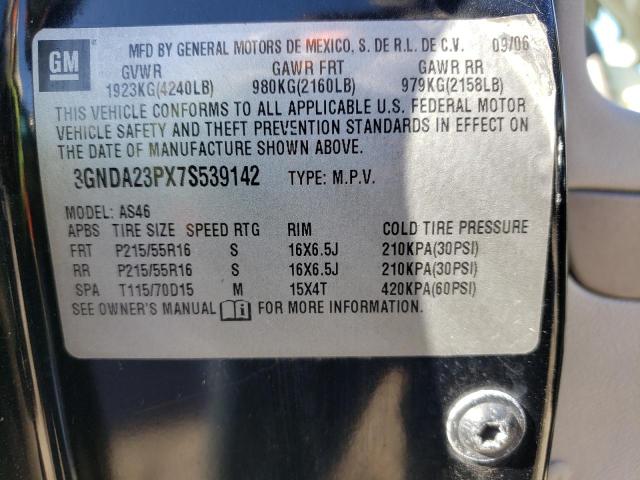 GM
MFD BY GENERAL MOTORS DE MEXICO, S. DE R.L. DE C.V. 09/06
GVWR GAWR FRT GAWR RR
1923KG(4240LB) 980KG(2160LB) 979KG(2158LB)
THIS VEHICLE CONFORMS TO ALL APPLICABLE U.S. FEDERAL MOTOR
VEHICLE SAFETY AND THEFT PREVENTION STANDARDS IN EFFECT ON
THE DATE OF MANUFACTURE SHOWN ABOVE.
3GNDA23PX7S539142 TYPE: M.P.V.
MODEL: AS46
APBS TIRE SIZE SPEED RTG RIM COLD TIRE PRESSURE
FRT P215/55R16 S 16X6.5J 210KPA(30PSI)
RR P215/55R16 S 16X6.5J 210KPA(30PSI)
SPA T115/70D15 M 15X4T 420KPA(60PSI)
SEE OWNER'S MANUAL i FOR MORE INFORMATION.